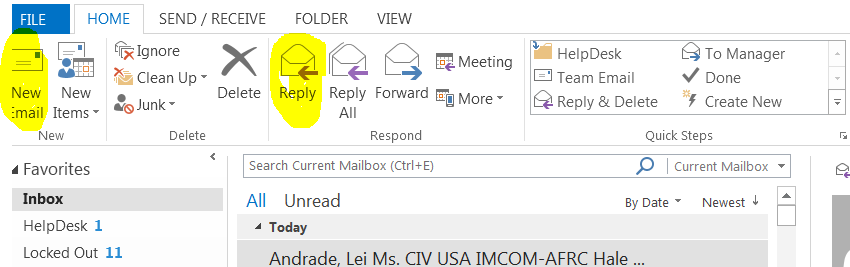 FILE HOME SEND / RECEIVE FOLDER VIEW
New Email
New Items
Ignore
Clean Up
Junk
Delete
Reply
Reply All
Forward
Meeting
More
HelpDesk
Team Email
Reply & Delete
To Manager
Done
Create New
New Delete Respond Quick Steps
Favorites
Inbox
HelpDesk 1
Locked Out 11
Search Current Mailbox (Ctrl+E) Current Mailbox
All Unread By Date Newest
Today
Andrade, Lei Ms. CIV USA IMCOM-AFRC Hale ...